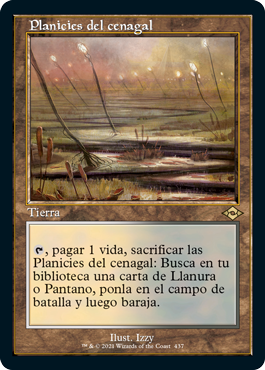 Planicies del cenagal
Tierra
, pagar 1 vida, sacrificar las
Planicies del cenagal: Busca en tu
biblioteca una carta de Llanura
o Pantano, ponla en el campo de
batalla y luego baraja.
Ilust. Izzy
™ & © 2021 Wizards of the Coast 437